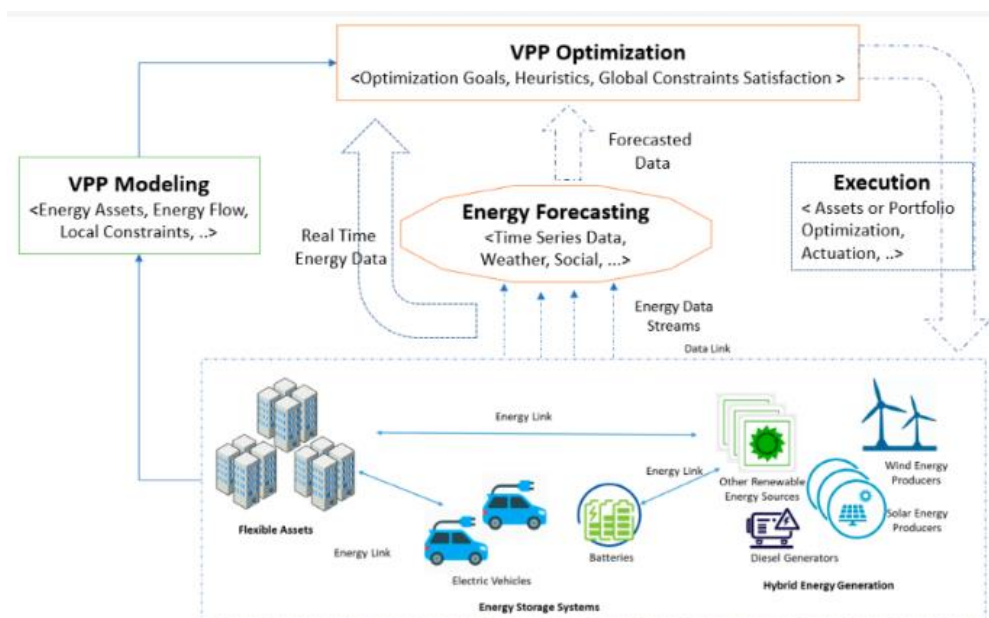 VPP Optimization
<Optimization Goals, Heuristics, Global Constraints Satisfaction >
Forecasted
Data
VPP Modeling
<Energy Assets, Energy Flow,
Local Constraints, ..>
Real Time
Energy Data
Energy Forecasting
<Time Series Data,
Weather, Social, ...>
Execution
< Assets or Portfolio
Optimization,
Actuation, ..>
Energy Data
Streams
Data Link
Energy Link
Energy Link
Energy Link
Flexible Assets
Electric Vehicles
Batteries
Energy Storage Systems
Other Renewable
Energy Sources
Wind Energy
Producers
Solar Energy
Producers
Diesel Generators
Hybrid Energy Generation